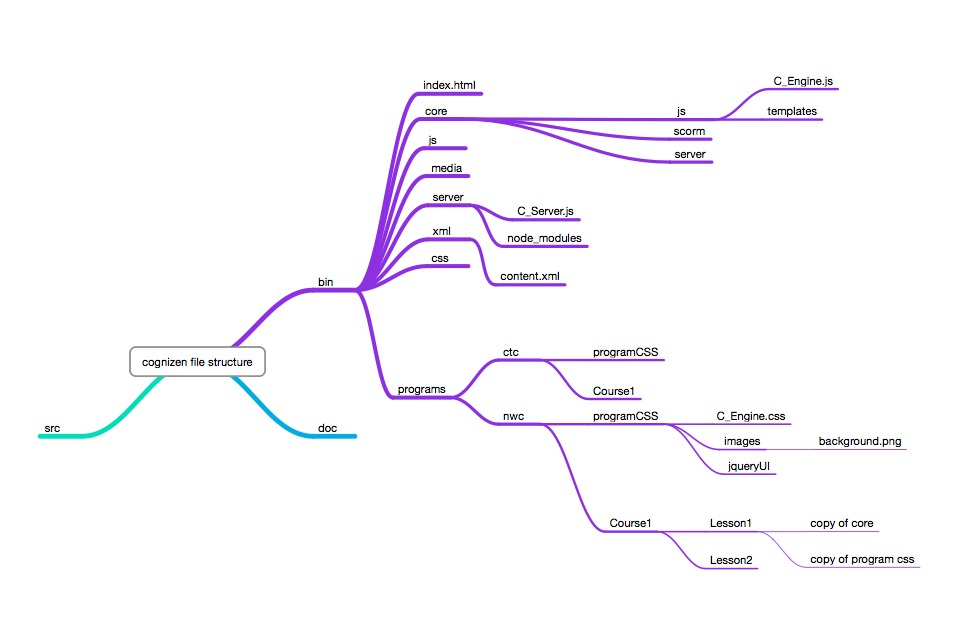 cognizen file structure
src
doc
bin
index.html
core
js
C_Engine.js
templates
scorm
server
js
media
server
C_Server.js
node_modules
xml
content.xml
css
programs
ctc
programCSS
Course1
nwc
programCSS
C_Engine.css
images
background.png
jqueryUI
Course1
Lesson1
copy of core
copy of program css
Lesson2